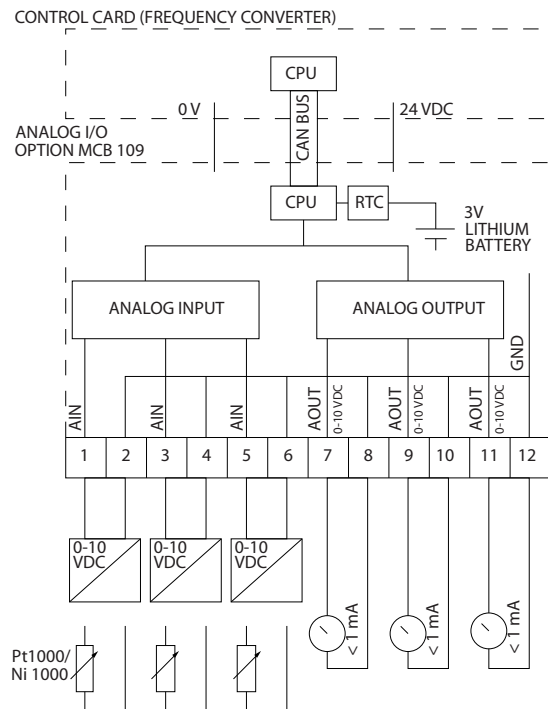 CONTROL CARD (FREQUENCY CONVERTER)
CPU
0 V
24 VDC
CAN BUS
ANALOG I/O
OPTION MCB 109
CPU
RTC
3V
LITHIUM
BATTERY
ANALOG INPUT
ANALOG OUTPUT
AIN
AIN
AIN
AOUT
0-10 VDC
AOUT
0-10 VDC
AOUT
0-10 VDC
GND
1 2 3 4 5 6 7 8 9 10 11 12
0-10
VDC
0-10
VDC
0-10
VDC
< 1 mA
< 1 mA
< 1 mA
Pt1000/
Ni 1000